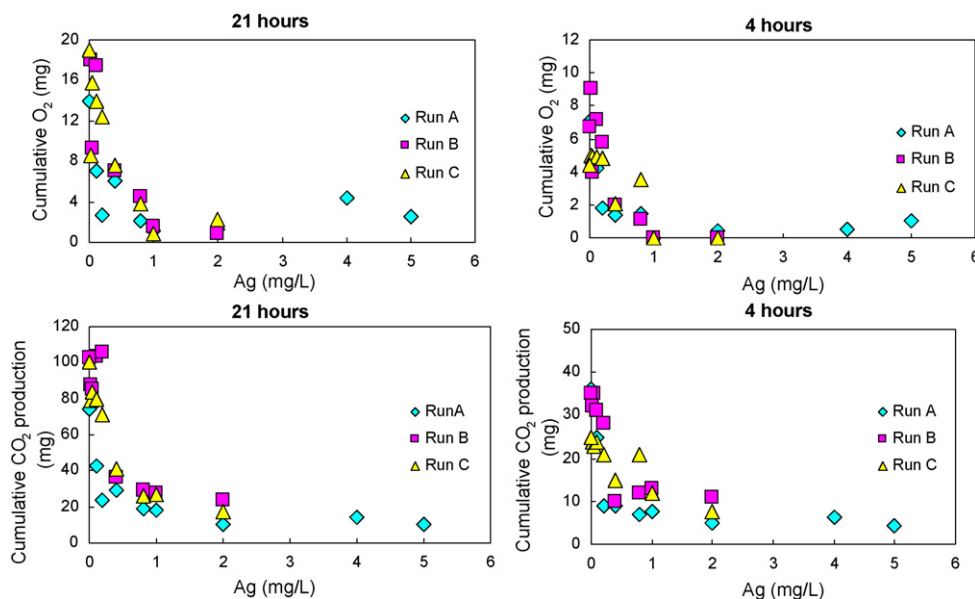 21 hours
Cumulative O2 (mg)
20
16
12
8
4
0
0 1 2 3 4 5 6
Ag (mg/L)
Run A
Run B
Run C
4 hours
Cumulative O2 (mg)
12
10
8
6
4
2
0
0 1 2 3 4 5 6
Ag (mg/L)
Run A
Run B
Run C
21 hours
Cumulative CO2 production
(mg)
120
100
80
60
40
20
0
0 1 2 3 4 5 6
Ag (mg/L)
RunA
Run B
Run C
4 hours
Cumulative CO2 production
(mg)
50
40
30
20
10
0
0 1 2 3 4 5 6
Ag (mg/L)
Run A
Run B
Run C